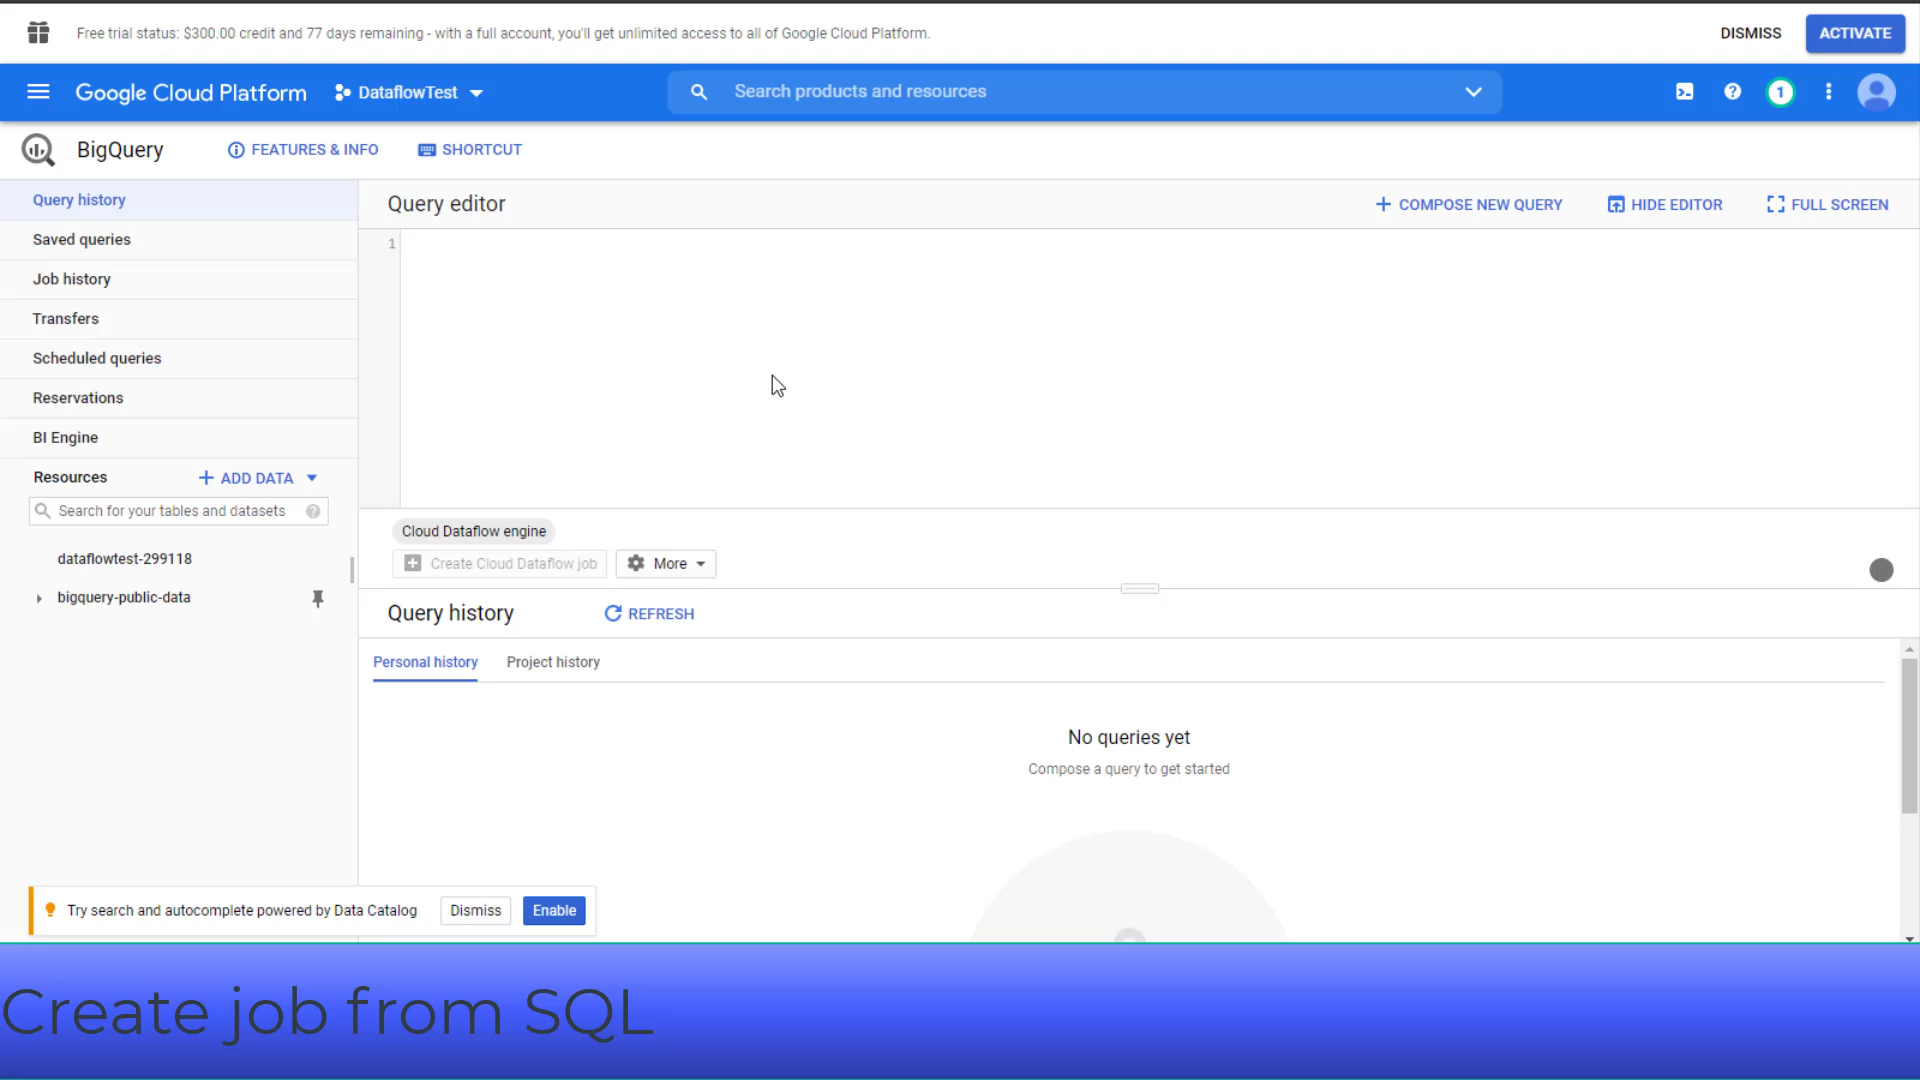 Free trial status: $300.00 credit and 77 days remaining - with a full account, you'll get unlimited access to all of Google Cloud Platform.
DISMISS
ACTIVATE
Google Cloud Platform
DataflowTest
Search products and resources
1
BigQuery
FEATURES & INFO
SHORTCUT
Query history
Saved queries
Job history
Transfers
Scheduled queries
Reservations
BI Engine
Resources
ADD DATA
Search for your tables and datasets
dataflowtest-299118
bigquery-public-data
Query editor
COMPOSE NEW QUERY
HIDE EDITOR
FULL SCREEN
1
Cloud Dataflow engine
Create Cloud Dataflow job
More
Query history
REFRESH
Personal history
Project history
No queries yet
Compose a query to get started
Try search and autocomplete powered by Data Catalog
Dismiss
Enable
Create job from SQL